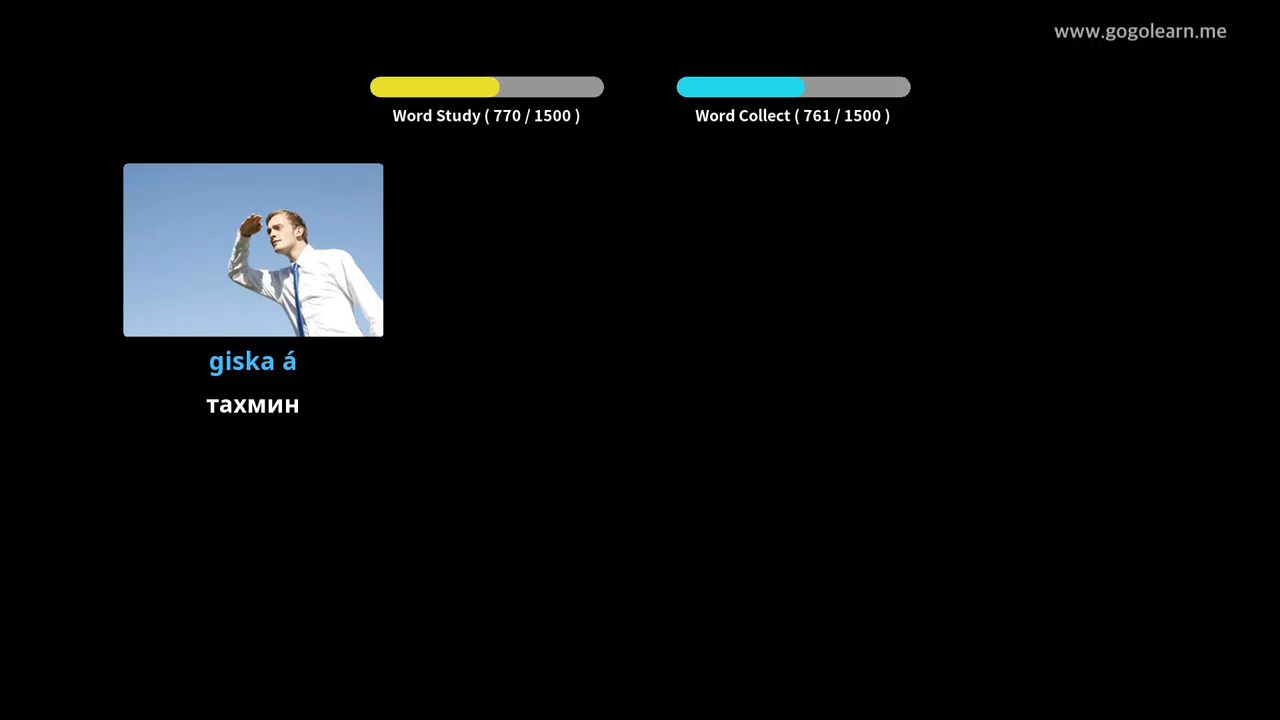 www.gogolearn.me
Word Study ( 770 / 1500 )
Word Collect ( 761 / 1500 )
giska á
тахмин